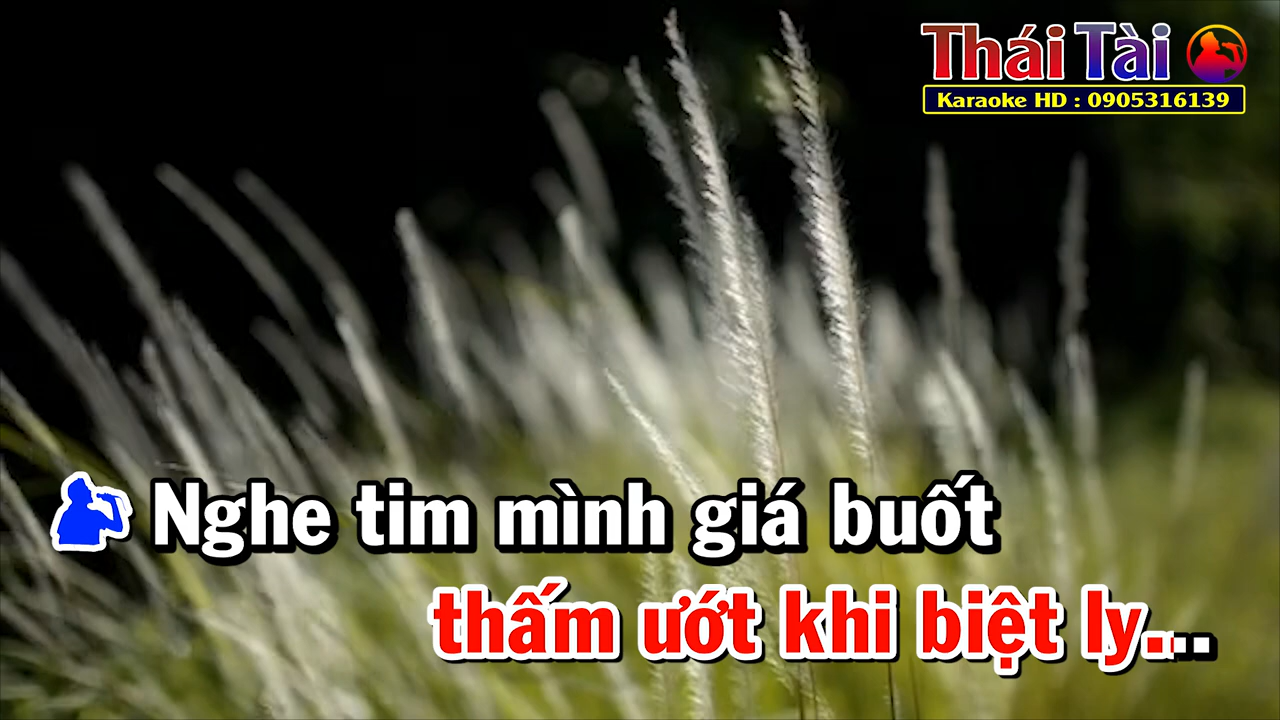 Thái Tài
Karaoke HD : 0905316139
Nghe tim mình giá buốt
thấm ướt khi biệt ly...